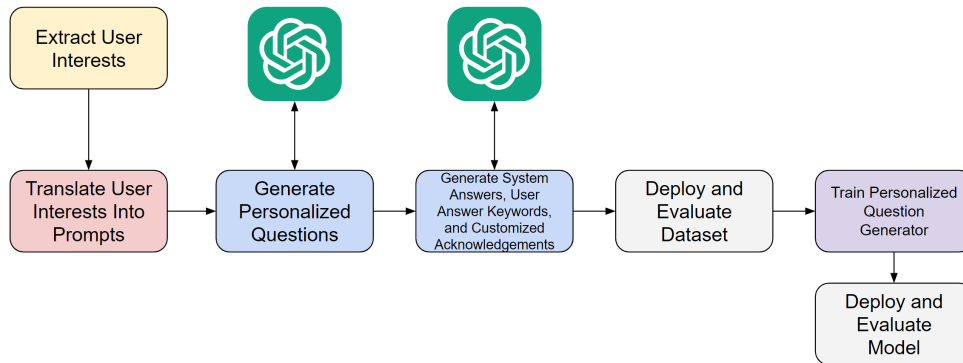 Extract User
Interests
Translate User
Interests Into
Prompts
Generate
Personalized
Questions
Generate System
Answers, User
Answer Keywords,
and Customized
Acknowledgements
Deploy and
Evaluate
Dataset
Train Personalized
Question
Generator
Deploy and
Evaluate
Model